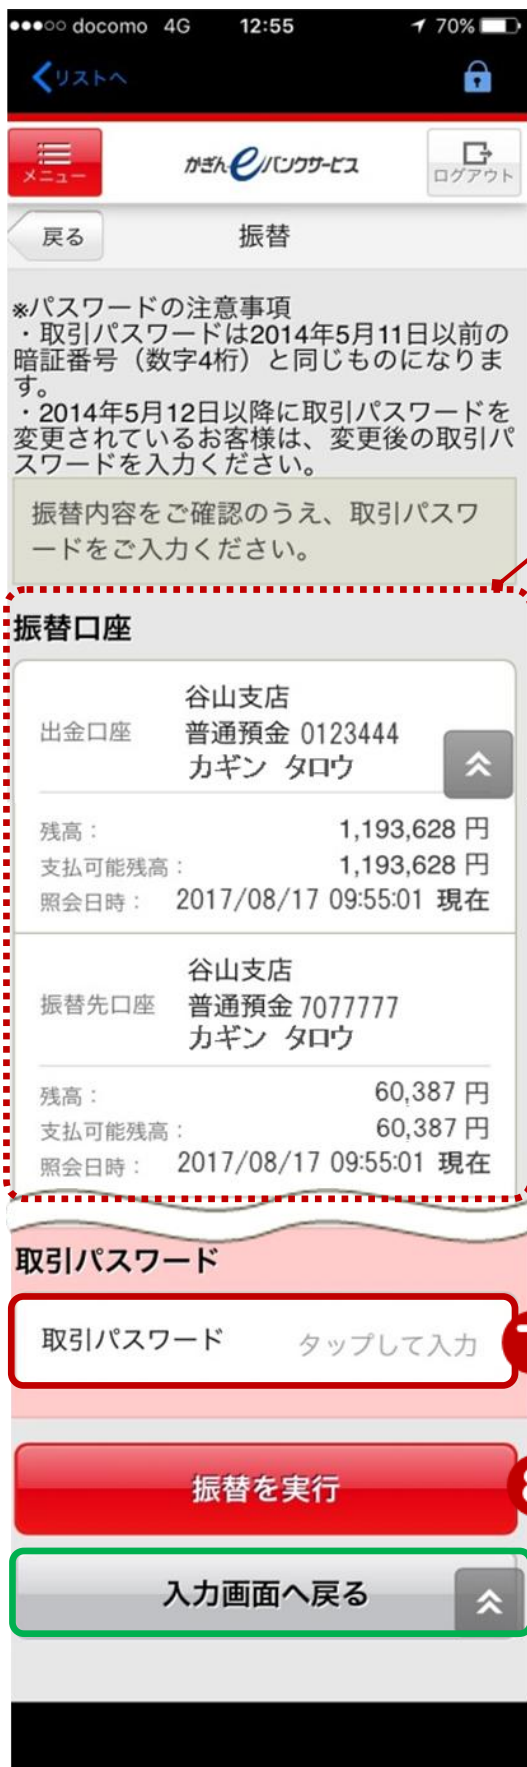 docomo 4G 12:55 70%
リストへ
メニュー かぎんeバンクサービス ログアウト
戻る 振替
※パスワードの注意事項
・取引パスワードは2014年5月11日以前の
暗証番号（数字4桁）と同じものになりま
す。
・2014年5月12日以降に取引パスワードを
変更されているお客様は、変更後の取引パ
スワードを入力ください。
振替内容をご確認のうえ、取引パスワ
ードをご入力ください。
振替口座
谷山支店
出金口座 普通預金 0123444
カギン タロウ
残高： 1,193,628 円
支払可能残高： 1,193,628 円
照会日時： 2017/08/17 09:55:01 現在
谷山支店
振替先口座 普通預金 7077777
カギン タロウ
残高： 60,387 円
支払可能残高： 60,387 円
照会日時： 2017/08/17 09:55:01 現在
取引パスワード
取引パスワード タップして入力
振替を実行
入力画面へ戻る